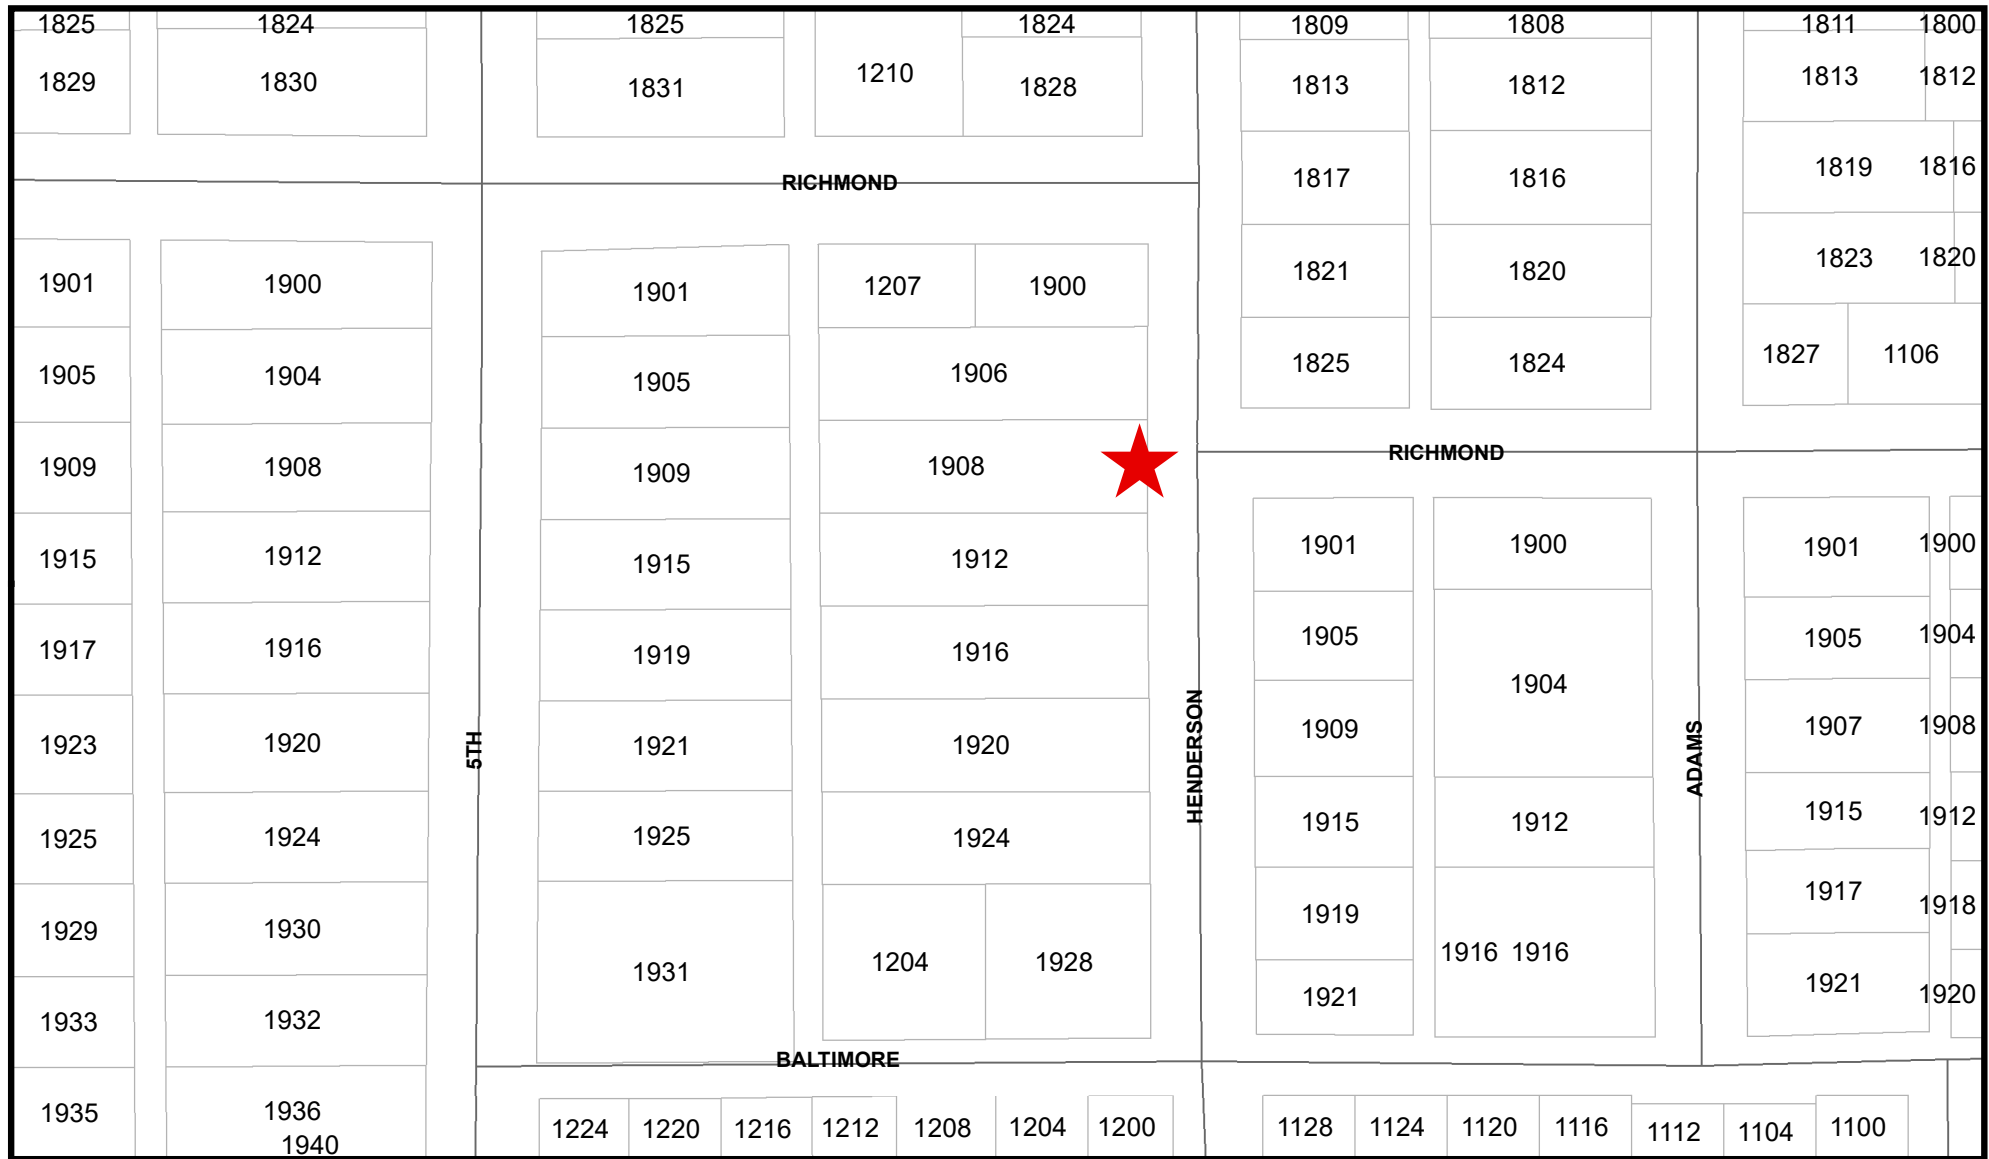 1825 1824 1825 1824 1809 1808 1811 1800
1829 1830 1831 1210 1828 1813 1812 1813 1812
RICHMOND 1817 1816 1819 1816
1901 1900 1901 1207 1900 1821 1820 1823 1820
1905 1904 1905 1906 1825 1824 1827 1106
1909 1908 1909 1908 RICHMOND
1915 1912 1915 1912 1901 1900 1901 1900
1917 1916 1919 1916 1905 1904 1905 1904
1923 5TH 1920 1921 1920 HENDERSON 1909 ADAMS 1907 1908
1925 1924 1925 1924 1915 1912 1915 1912
1929 1930 1931 1204 1928 1919 1916 1916 1917 1918
1933 1932 1921 1921 1920
BALTIMORE
1935 1936 1224 1220 1216 1212 1208 1204 1200 1128 1124 1120 1116 1112 1104 1100
1940